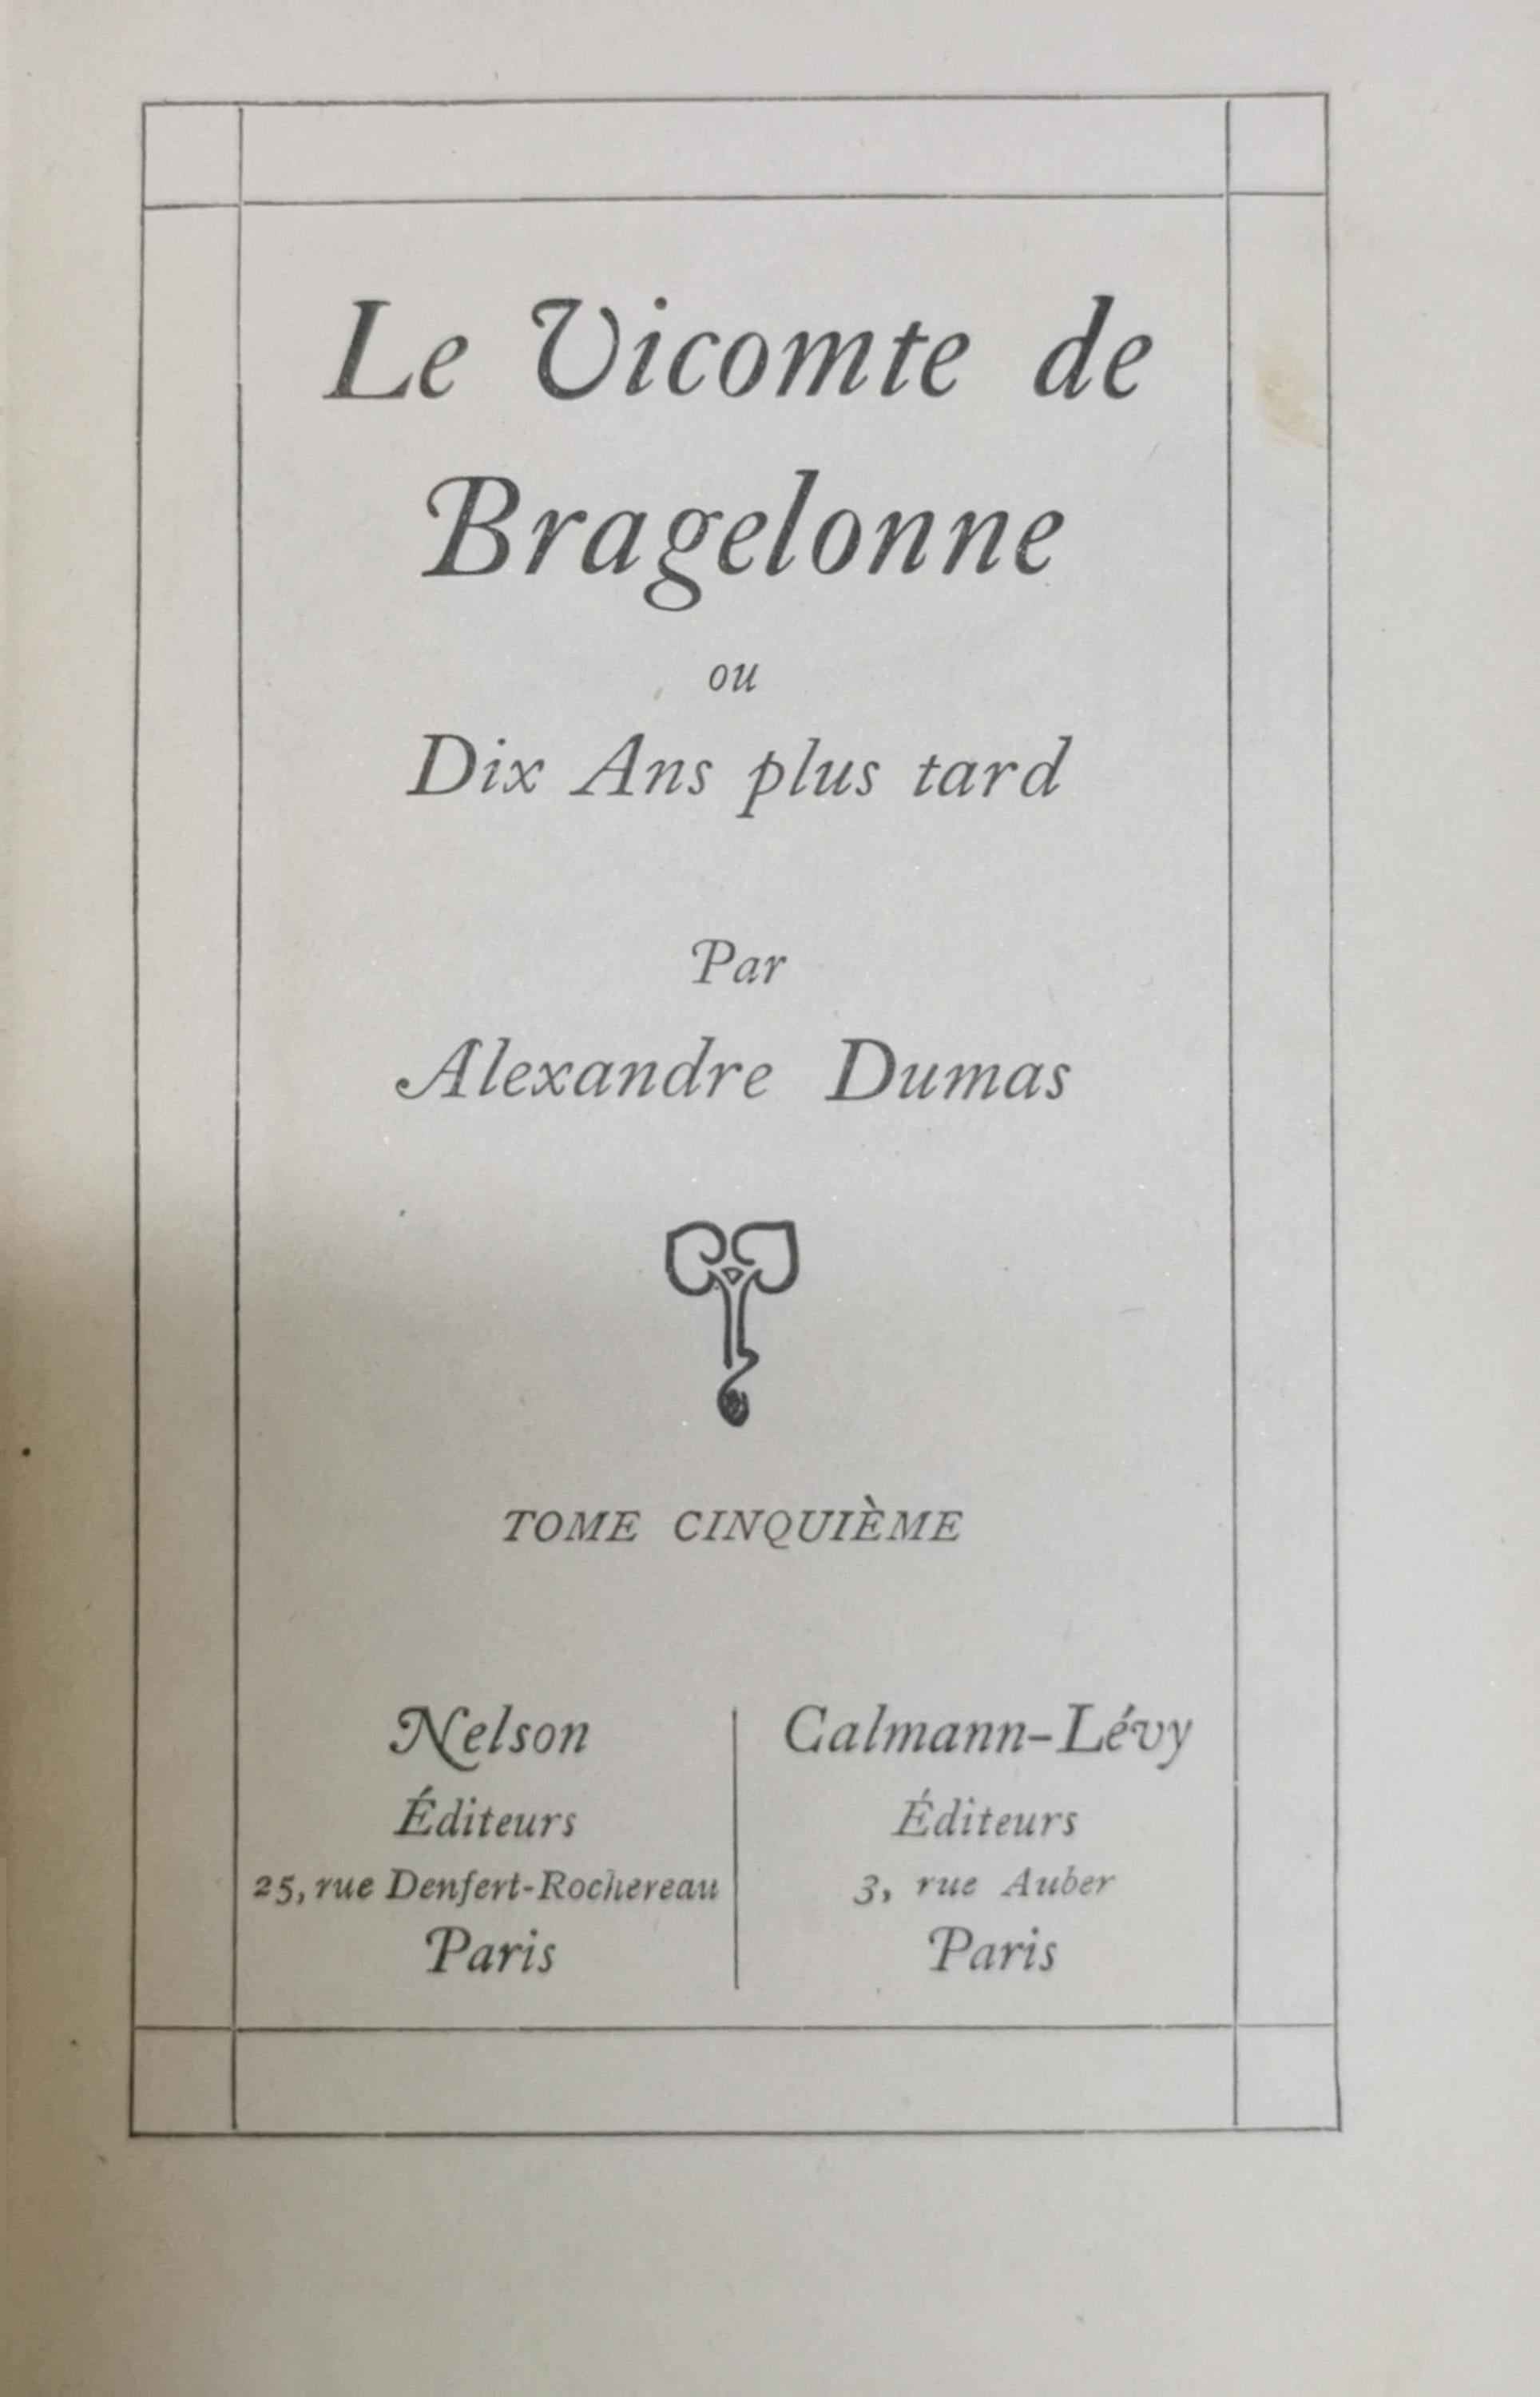 Le Vicomte de
Bragelonne
ou
Dix Ans plus tard
Par
Alexandre Dumas
TOME CINQUIÈME
Nelson
Éditeurs
25, rue Denfert-Rochereau
Paris
Calmann-Lévy
Éditeurs
3, rue Auber
Paris